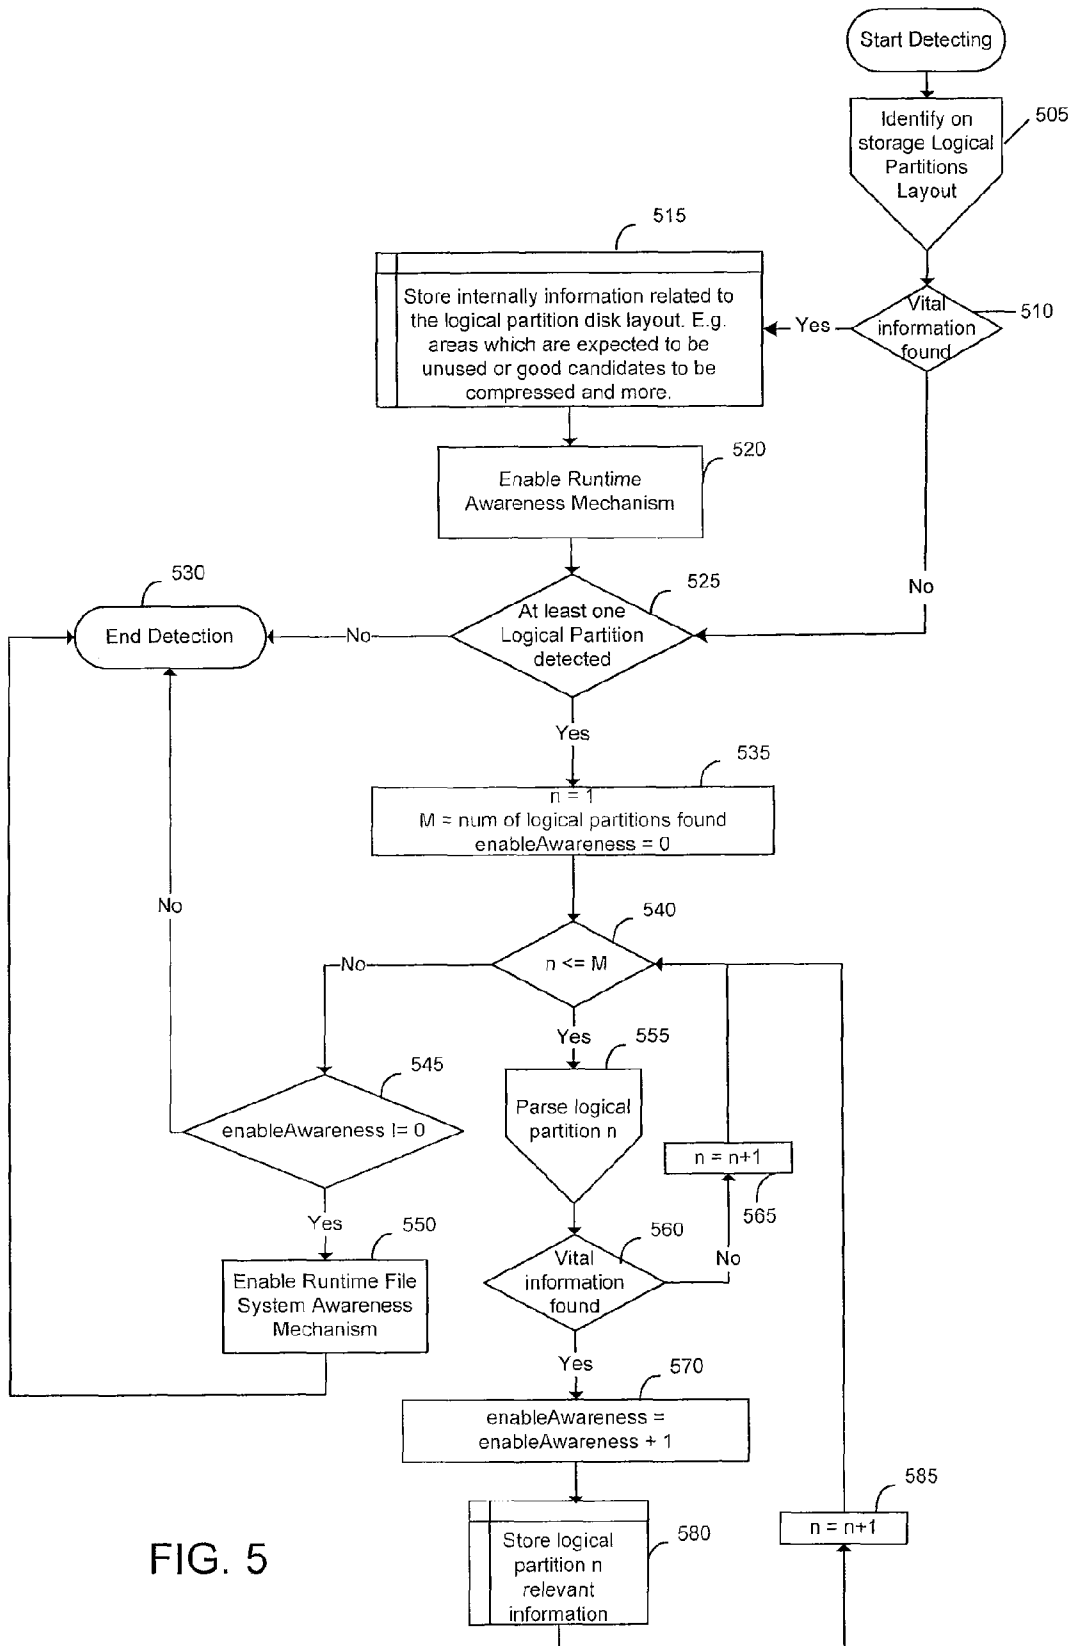 Start Detecting
Identify on
storage Logical
Partitions
Layout
505
515
Store internally information related to
the logical partition disk layout. E.g.
areas which are expected to be
unused or good candidates to be
compressed and more.
Yes
Vital
information
found
510
520
Enable Runtime
Awareness Mechanism
No
530
End Detection
No
525
At least one
Logical Partition
detected
Yes
535
n = 1
M = num of logical partitions found
enableAwareness = 0
No
540
n <= M
No
Yes
555
545
enableAwareness != 0
Parse logical
partition n
n = n+1
565
Yes
550
560
Vital
information
found
No
Enable Runtime File
System Awareness
Mechanism
Yes
570
enableAwareness =
enableAwareness + 1
585
n = n+1
580
Store logical
partition n
relevant
information
FIG. 5